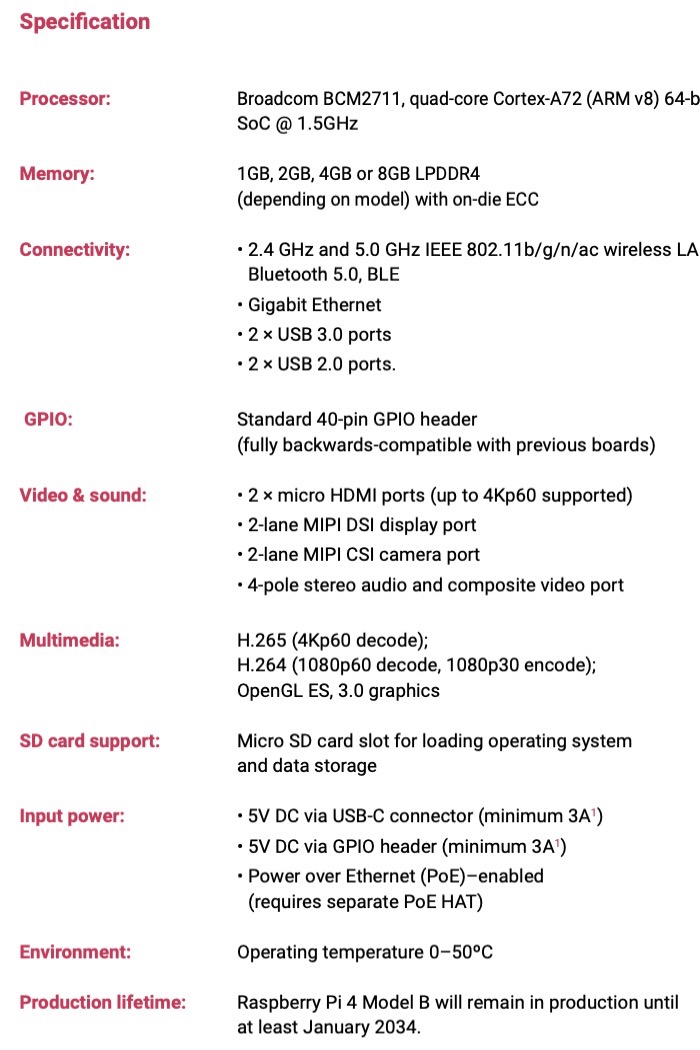 Specification
Processor: Broadcom BCM2711, quad-core Cortex-A72 (ARM v8) 64-b
SoC @ 1.5GHz
Memory: 1GB, 2GB, 4GB or 8GB LPDDR4
(depending on model) with on-die ECC
Connectivity: • 2.4 GHz and 5.0 GHz IEEE 802.11b/g/n/ac wireless LA
Bluetooth 5.0, BLE
• Gigabit Ethernet
• 2 × USB 3.0 ports
• 2 × USB 2.0 ports.
GPIO: Standard 40-pin GPIO header
(fully backwards-compatible with previous boards)
Video & sound: • 2 × micro HDMI ports (up to 4Kp60 supported)
• 2-lane MIPI DSI display port
• 2-lane MIPI CSI camera port
• 4-pole stereo audio and composite video port
Multimedia: H.265 (4Kp60 decode);
H.264 (1080p60 decode, 1080p30 encode);
OpenGL ES, 3.0 graphics
SD card support: Micro SD card slot for loading operating system
and data storage
Input power: • 5V DC via USB-C connector (minimum 3A¹)
• 5V DC via GPIO header (minimum 3A¹)
• Power over Ethernet (PoE)–enabled
(requires separate PoE HAT)
Environment: Operating temperature 0–50ºC
Production lifetime: Raspberry Pi 4 Model B will remain in production until
at least January 2034.